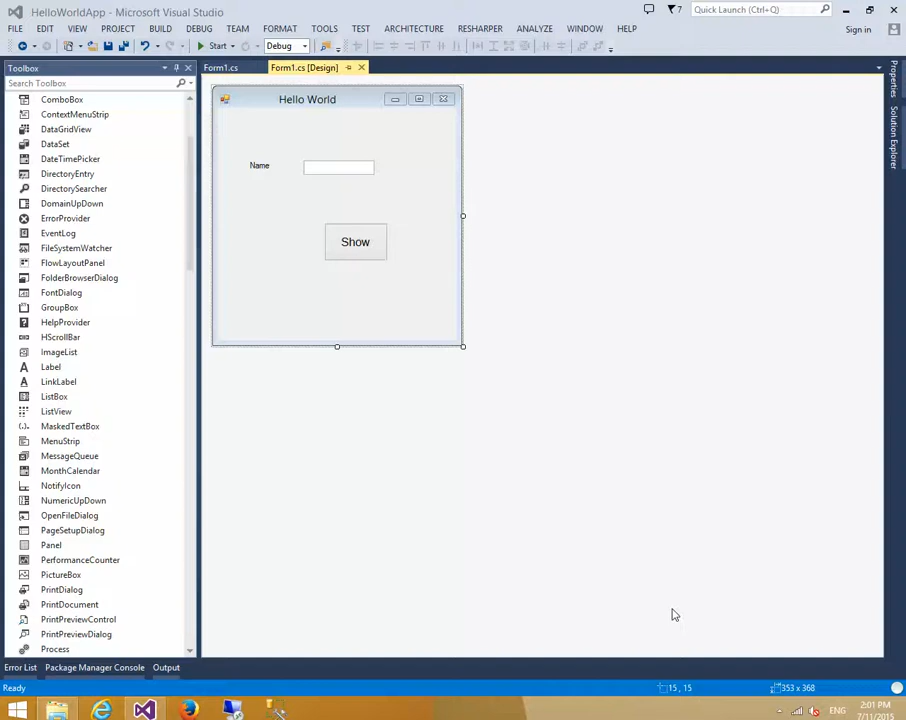 HelloWorldApp - Microsoft Visual Studio
7
Quick Launch (Ctrl+Q)
FILE EDIT VIEW PROJECT BUILD DEBUG TEAM FORMAT TOOLS TEST ARCHITECTURE RESHARPER ANALYZE WINDOW HELP
Sign in
Start Debug
Toolbox
Form1.cs
Form1.cs [Design]
Search Toolbox
ComboBox
ContextMenuStrip
DataGridView
DataSet
DateTimePicker
DirectoryEntry
DirectorySearcher
DomainUpDown
ErrorProvider
EventLog
FileSystemWatcher
FlowLayoutPanel
FolderBrowserDialog
FontDialog
GroupBox
HelpProvider
HScrollBar
ImageList
Label
LinkLabel
ListBox
ListView
MaskedTextBox
MenuStrip
MessageQueue
MonthCalendar
NotifyIcon
NumericUpDown
OpenFileDialog
PageSetupDialog
Panel
PerformanceCounter
PictureBox
PrintDialog
PrintDocument
PrintPreviewControl
PrintPreviewDialog
Process
Hello World
Name
Show
Properties
Solution Explorer
Error List Package Manager Console Output
Ready
15 , 15
353 x 368
ENG
2:01 PM
7/11/2015